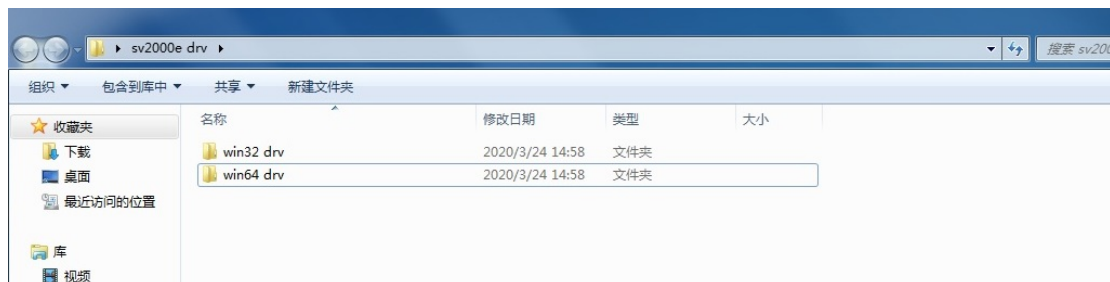 sv2000e drv
搜索 sv200
组织 包含到库中 共享 新建文件夹
收藏夹
下载
桌面
最近访问的位置
库
视频
名称 修改日期 类型 大小
win32 drv 2020/3/24 14:58 文件夹
win64 drv 2020/3/24 14:58 文件夹